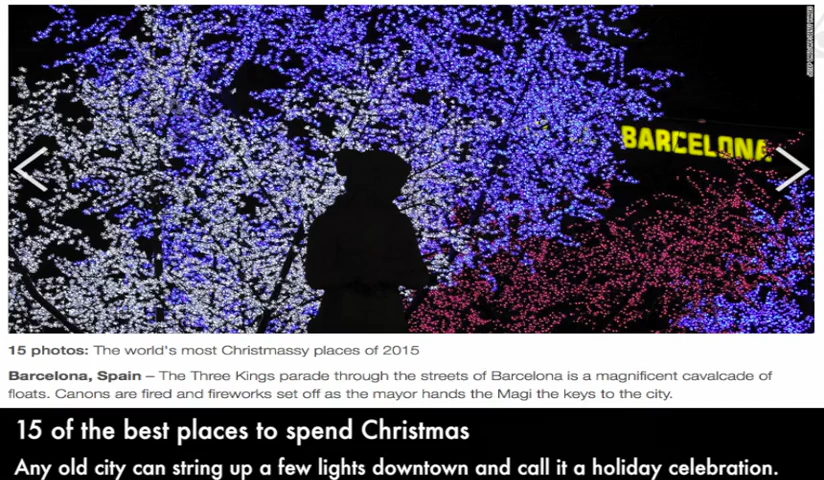 BARCELONA
15 photos: The world's most Christmassy places of 2015
Barcelona, Spain – The Three Kings parade through the streets of Barcelona is a magnificent cavalcade of
floats. Canons are fired and fireworks set off as the mayor hands the Magi the keys to the city.
15 of the best places to spend Christmas
Any old city can string up a few lights downtown and call it a holiday celebration.